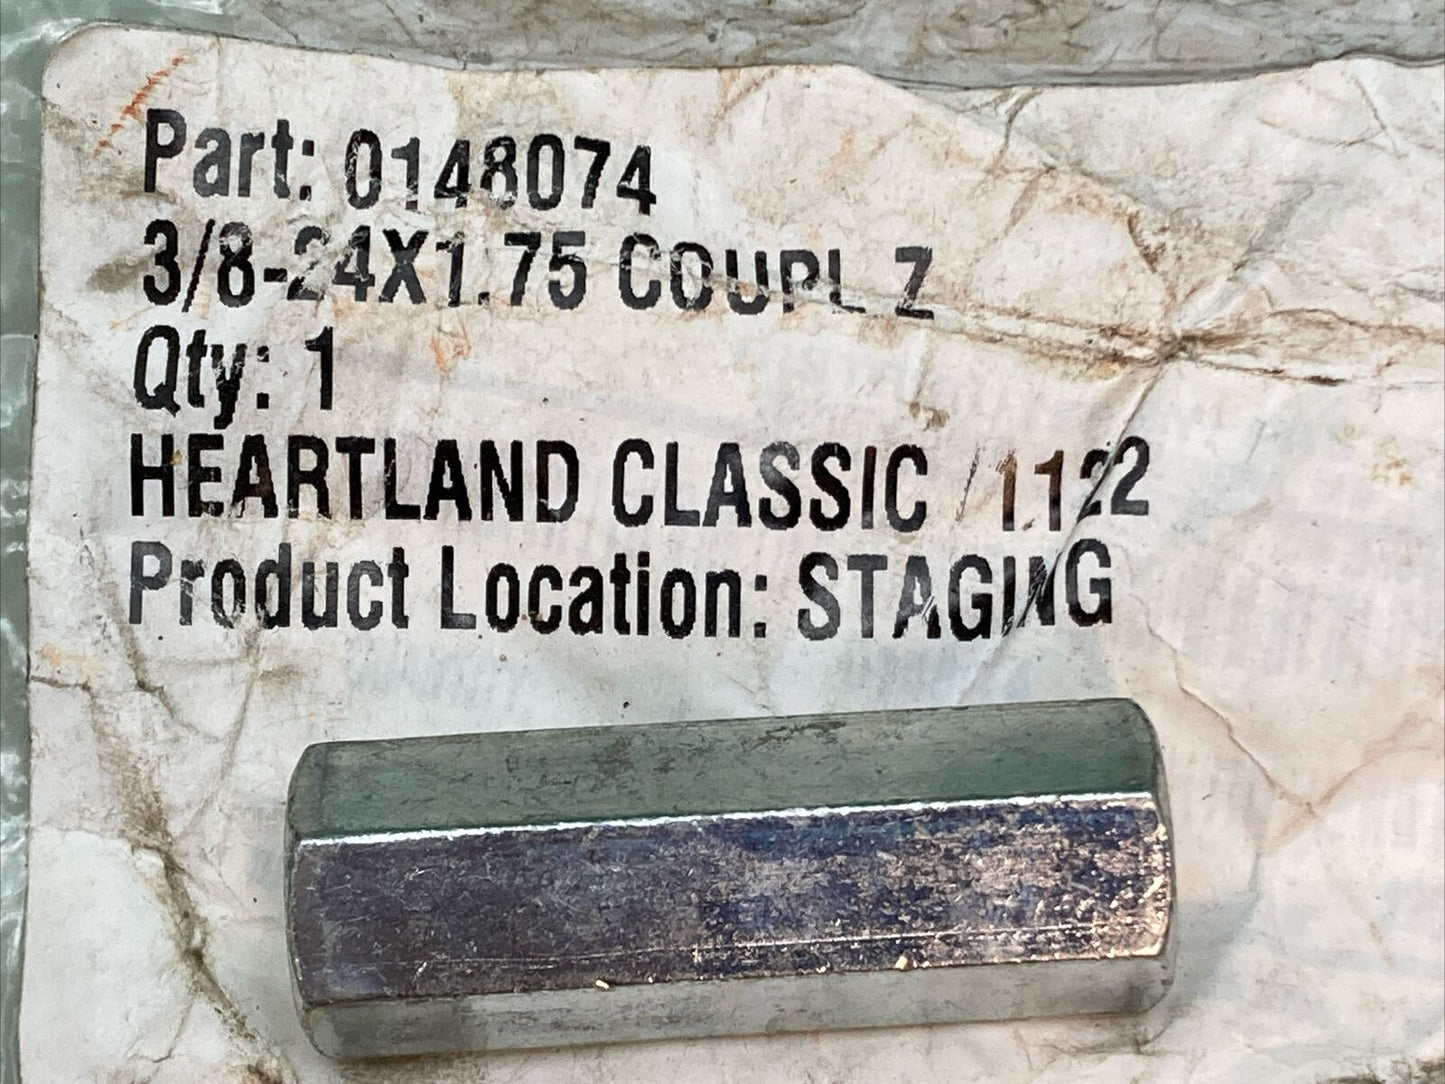 Part: 0148074
3/8-24X1.75 COUPL Z
Qty: 1
HEARTLAND CLASSIC / 1122
Product Location: STAGING